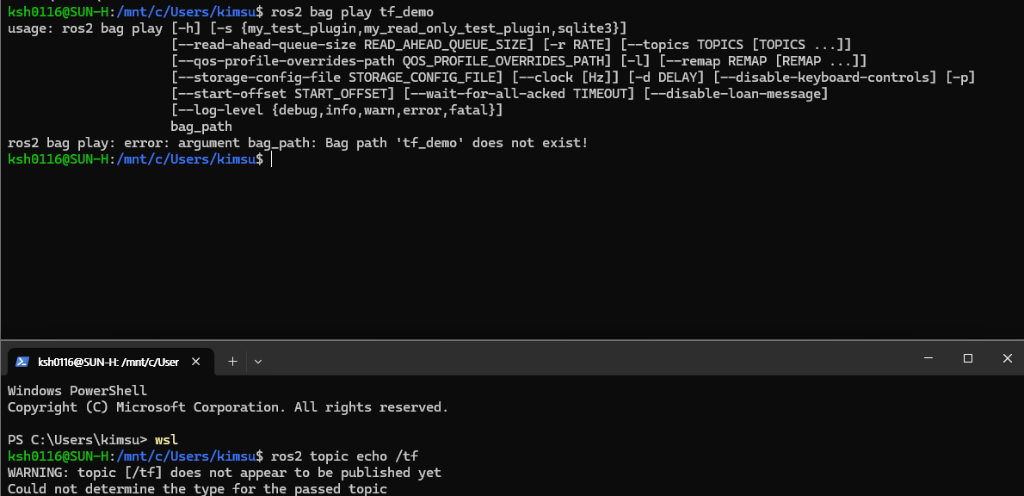 ksh0116@SUN-H:/mnt/c/Users/kimsu$ ros2 bag play tf_demo
usage: ros2 bag play [-h] [-s {my_test_plugin,my_read_only_test_plugin,sqlite3}]
[--read-ahead-queue-size READ_AHEAD_QUEUE_SIZE] [-r RATE] [--topics TOPICS [TOPICS ...]]
[--qos-profile-overrides-path QOS_PROFILE_OVERRIDES_PATH] [-l] [--remap REMAP [REMAP ...]]
[--storage-config-file STORAGE_CONFIG_FILE] [--clock [Hz]] [-d DELAY] [--disable-keyboard-controls] [-p]
[--start-offset START_OFFSET] [--wait-for-all-acked TIMEOUT] [--disable-loan-message]
[--log-level {debug,info,warn,error,fatal}]
bag_path
ros2 bag play: error: argument bag_path: Bag path 'tf_demo' does not exist!
ksh0116@SUN-H:/mnt/c/Users/kimsu$
ksh0116@SUN-H: /mnt/c/User
Windows PowerShell
Copyright (C) Microsoft Corporation. All rights reserved.
PS C:\Users\kimsu> wsl
ksh0116@SUN-H:/mnt/c/Users/kimsu$ ros2 topic echo /tf
WARNING: topic [/tf] does not appear to be published yet
Could not determine the type for the passed topic